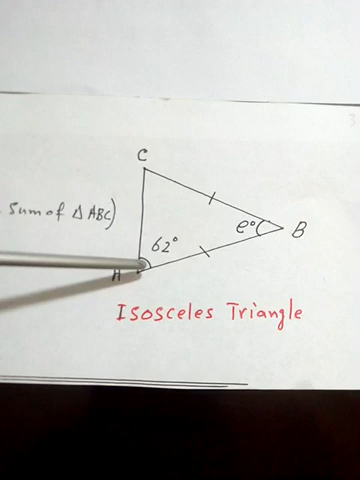 C
sum of Δ ABC)
e° B
62°
A
Isosceles Triangle